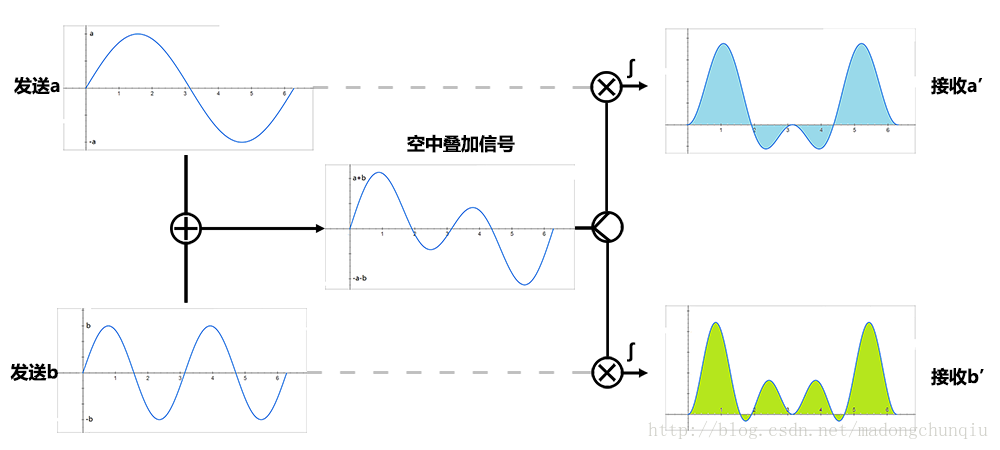 发送a
a
-a
1 2 3 4 5 6
空中叠加信号
a+b
-a-b
1 2 3 4 5 6
发送b
b
-b
1 2 3 4 5 6
∫
接收a′
1 2 3 4 5 6
∫
接收b′
1 2 3 4 5 6
http://blog.csdn.net/madongchunqiu